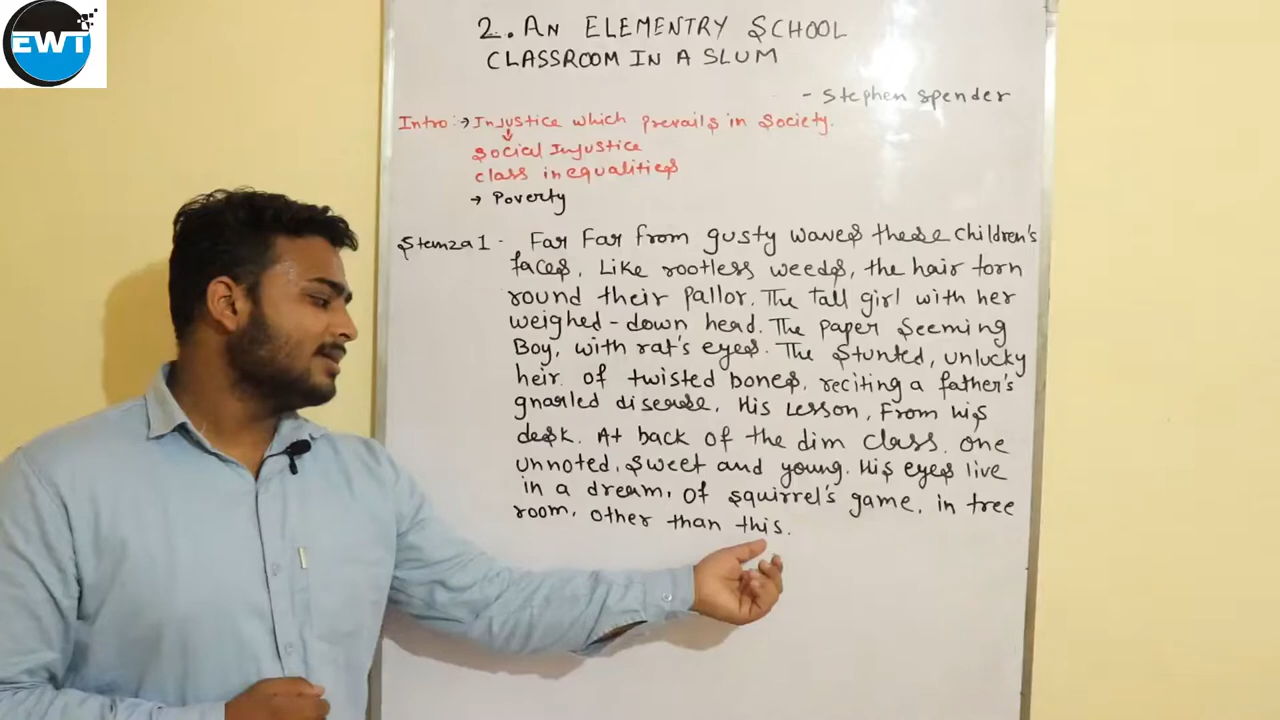 EWT
2. AN ELEMENTRY SCHOOL
CLASSROOM IN A SLUM
- Stephen Spender
Intro :→ Injustice which prevails in society.
↓
Social Injustice
class inequalities
→ Poverty
Stenza 1 - Far Far from gusty waves these children's
faces, Like rootless weeds, the hair torn
round their pallor. The Tall girl with her
weighed-down head. The paper seeming
Boy, with rat's eyes. The stunted, unlucky
heir. of twisted bones, reciting a father's
gnarled disease, His Lesson, From his
desk. At back of the dim class. one
unnoted, sweet and young. His eyes live
in a dream, of squirrel's game, in tree
room, other than this.